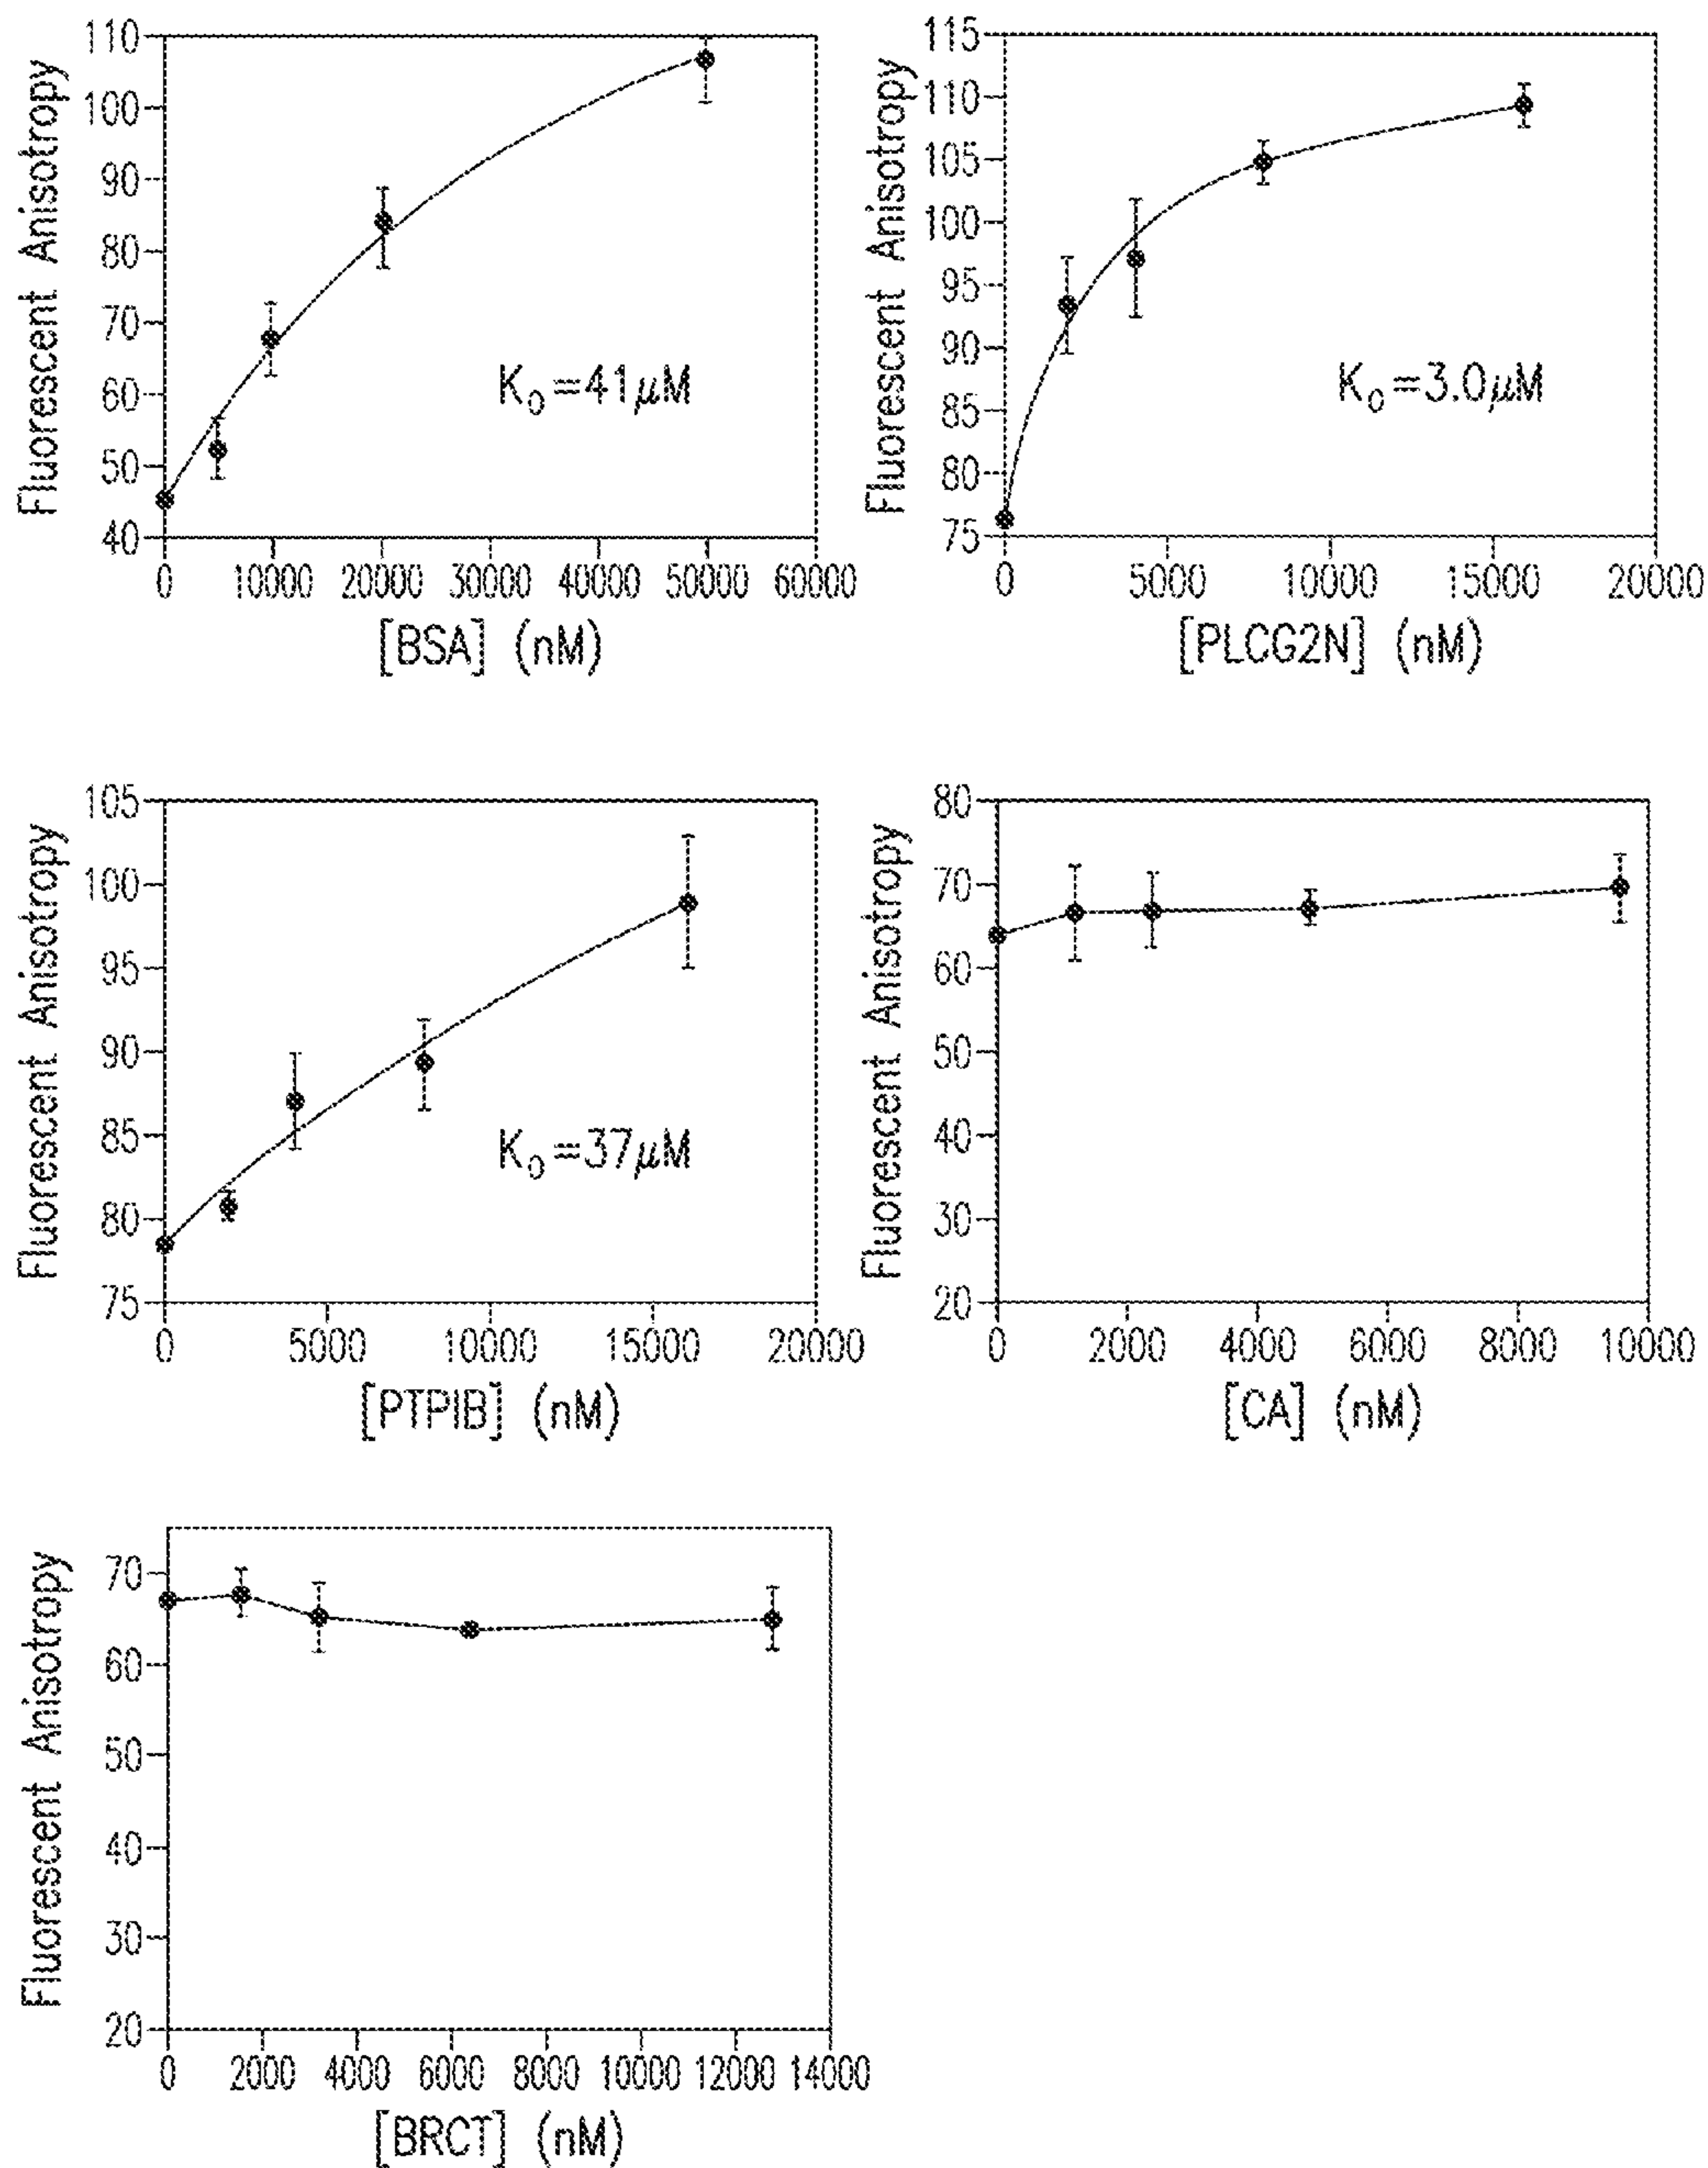 Fluorescent Anisotropy
110
100
90
80
70
60
50
40
K₀=41μM
0 10000 20000 30000 40000 50000 60000
[BSA] (nM)
Fluorescent Anisotropy
115
110
105
100
95
90
85
80
75
K₀=3.0μM
0 5000 10000 15000 20000
[PLCG2N] (nM)
Fluorescent Anisotropy
105
100
95
90
85
80
75
K₀=37μM
0 5000 10000 15000 20000
[PTPIB] (nM)
Fluorescent Anisotropy
80
70
60
50
40
30
20
0 2000 4000 6000 8000 10000
[CA] (nM)
Fluorescent Anisotropy
70
60
50
40
30
20
0 2000 4000 6000 8000 10000 12000 14000
[BRCT] (nM)